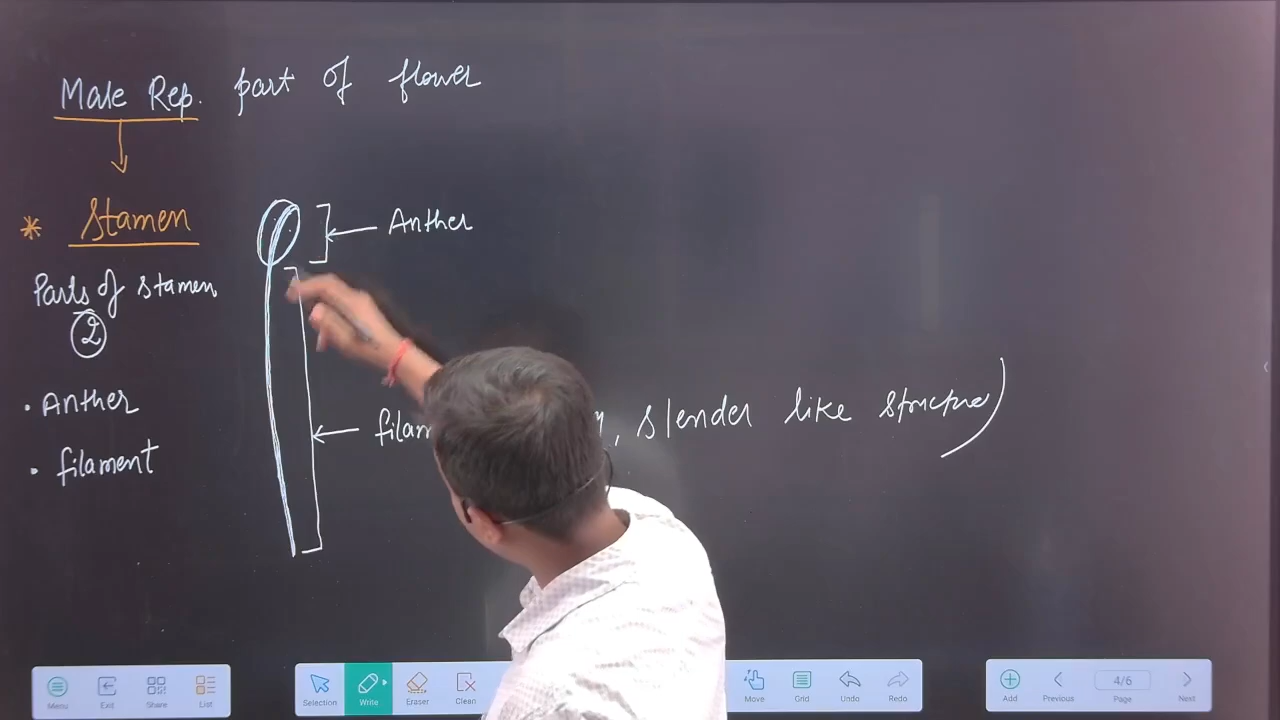 Male Rep. part of flower
* Stamen
Anther
Parts of stamen
2
• Anther
slender like structure)
• filament
Menu Exit Share List Selection Write Eraser Clean Move Grid Undo Redo Add Previous 4/6 Page Next